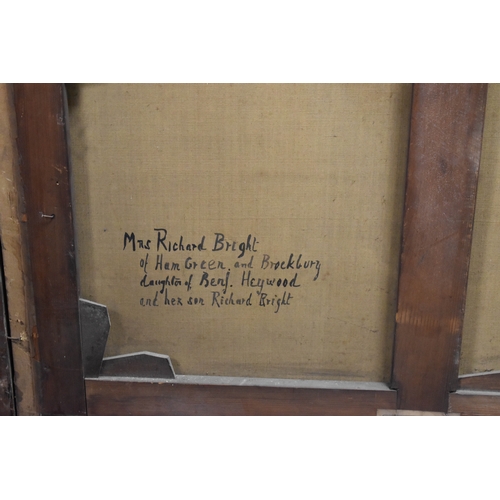 Mrs Richard Bright
of Ham Green and Brockbury
daughter of Benj. Heywood
and her son Richard Bright